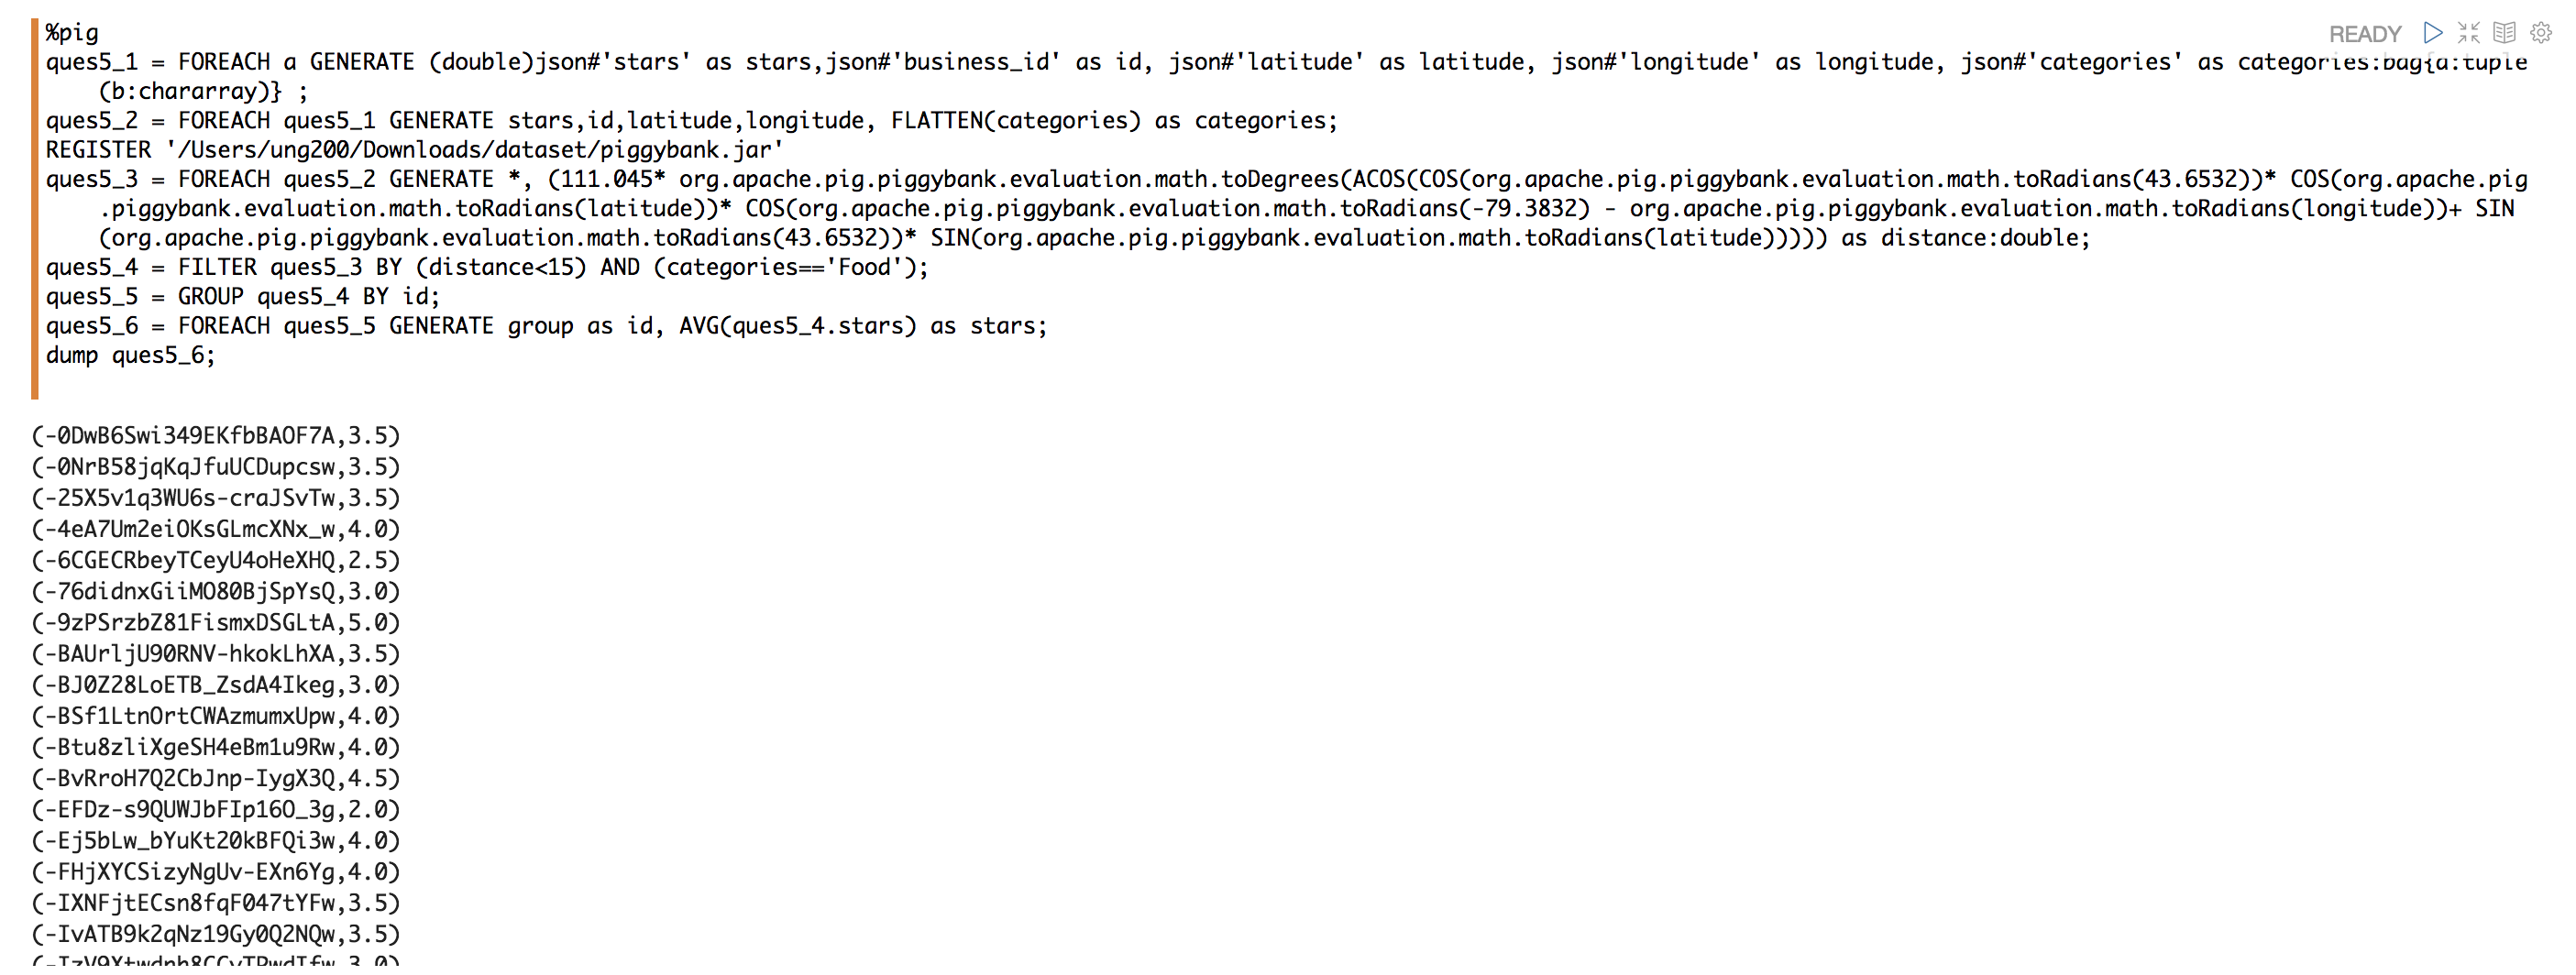 %pig
READY
ques5_1 = FOREACH a GENERATE (double)json#'stars' as stars,json#'business_id' as id, json#'latitude' as latitude, json#'longitude' as longitude, json#'categories' as categories:bag{a:tuple
(b:chararray)} ;
ques5_2 = FOREACH ques5_1 GENERATE stars,id,latitude,longitude, FLATTEN(categories) as categories;
REGISTER '/Users/ung200/Downloads/dataset/piggybank.jar'
ques5_3 = FOREACH ques5_2 GENERATE *, (111.045* org.apache.pig.piggybank.evaluation.math.toDegrees(ACOS(COS(org.apache.pig.piggybank.evaluation.math.toRadians(43.6532))* COS(org.apache.pig
.piggybank.evaluation.math.toRadians(latitude))* COS(org.apache.pig.piggybank.evaluation.math.toRadians(-79.3832) - org.apache.pig.piggybank.evaluation.math.toRadians(longitude))+ SIN
(org.apache.pig.piggybank.evaluation.math.toRadians(43.6532))* SIN(org.apache.pig.piggybank.evaluation.math.toRadians(latitude))))) as distance:double;
ques5_4 = FILTER ques5_3 BY (distance<15) AND (categories=='Food');
ques5_5 = GROUP ques5_4 BY id;
ques5_6 = FOREACH ques5_5 GENERATE group as id, AVG(ques5_4.stars) as stars;
dump ques5_6;
(-0DwB6Swi349EKfbBAOF7A,3.5)
(-0NrB58jqKqJfuUCDupcsw,3.5)
(-25X5v1q3WU6s-craJSvTw,3.5)
(-4eA7Um2eiOKsGLmcXNx_w,4.0)
(-6CGECRbeyTCeyU4oHeXHQ,2.5)
(-76didnxGiiMO80BjSpYsQ,3.0)
(-9zPSrzbZ81FismxDSGLtA,5.0)
(-BAUrljU90RNV-hkokLhXA,3.5)
(-BJ0Z28LoETB_ZsdA4Ikeg,3.0)
(-BSf1LtnOrtCWAzmumxUpw,4.0)
(-Btu8zliXgeSH4eBm1u9Rw,4.0)
(-BvRroH7Q2CbJnp-IygX3Q,4.5)
(-EFDz-s9QUWJbFIp16O_3g,2.0)
(-Ej5bLw_bYuKt20kBFQi3w,4.0)
(-FHjXYCSizyNgUv-EXn6Yg,4.0)
(-IXNFjtECsn8fqF047tYFw,3.5)
(-IvATB9k2qNz19Gy0Q2NQw,3.5)